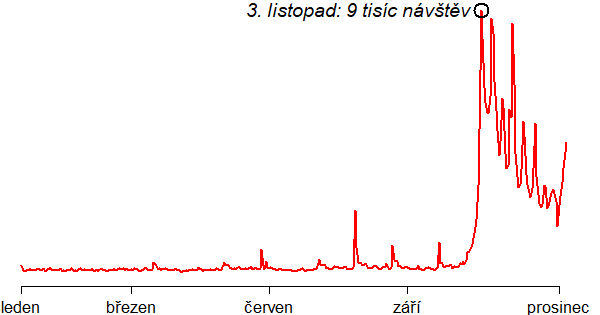 3. listopad: 9 tisíc návštěv
leden březen červen září prosinec